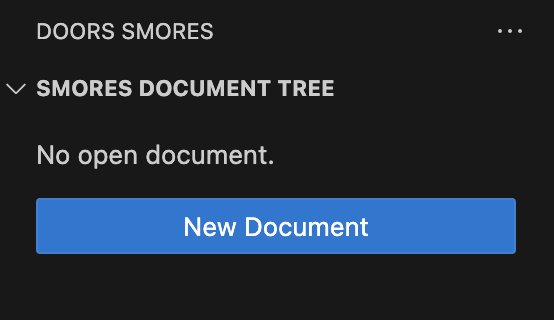 DOORS SMORES
SMORES DOCUMENT TREE
No open document.
New Document